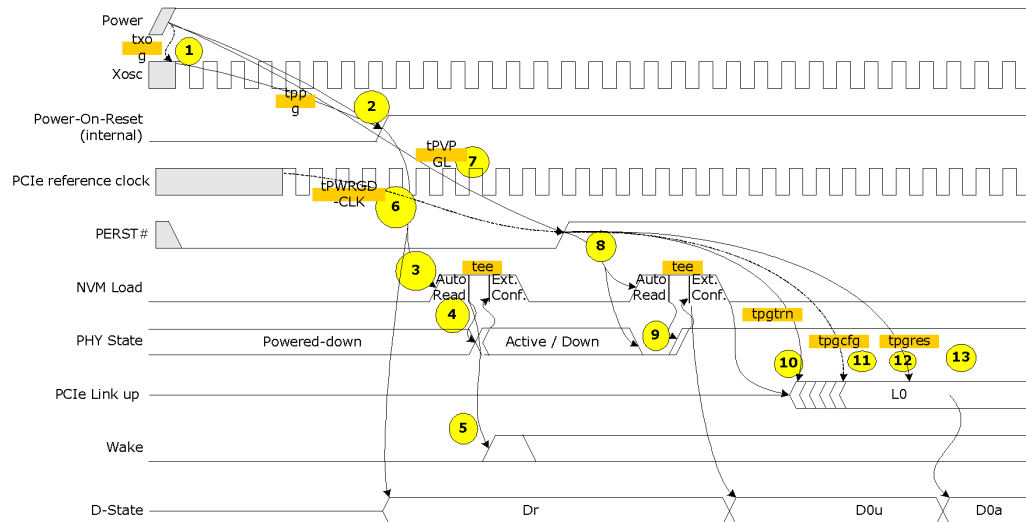 Power
txo
g
1
Xosc
tpp
g
2
Power-On-Reset
(internal)
tPVP
GL
7
PCIe reference clock
tPWRGD
-CLK
6
PERST#
8
3
tee
tee
NVM Load
Auto
Read
Ext.
Conf.
Auto
Read
Ext.
Conf.
4
tpgtrn
PHY State
Powered-down
Active / Down
9
tpgcfg
tpgres
10
11
12
13
PCIe Link up
L0
5
Wake
D-State
Dr
D0u
D0a